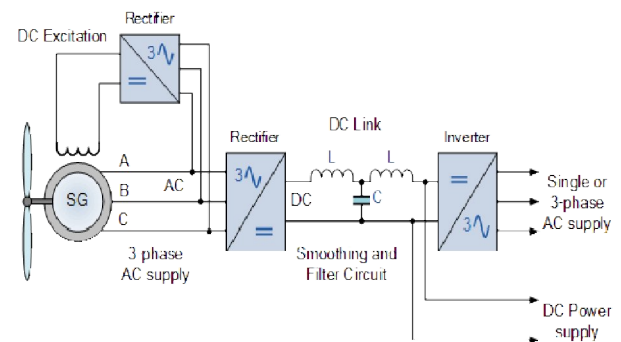 Rectifier
DC Excitation
3
Rectifier
DC Link
Inverter
A
AC
3
L
L
B
SG
DC
C
C
3
Single or
3-phase
AC supply
3 phase
AC supply
Smoothing and
Filter Circuit
DC Power
supply